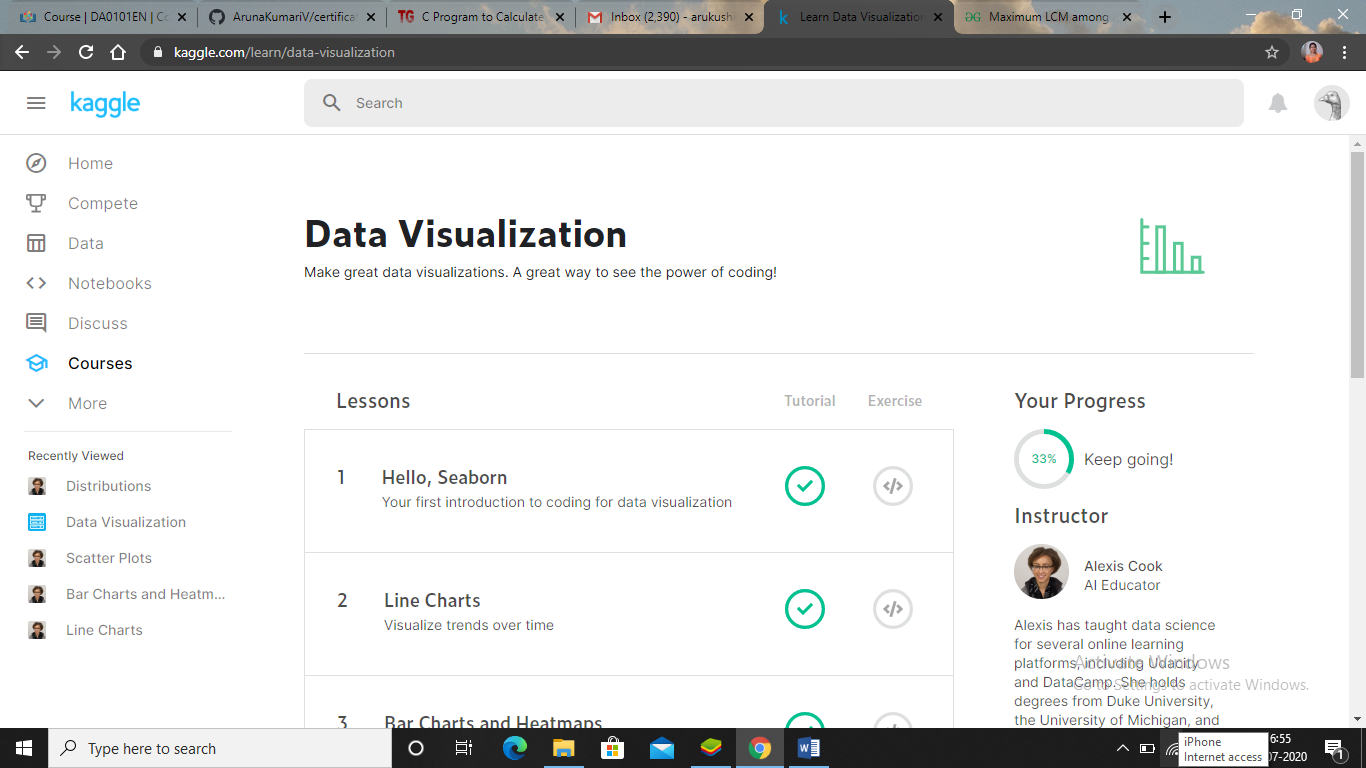 Course | DA0101EN | Co
ArunaKumariV/certifica
TG C Program to Calculate
Inbox (2,390) - arukushi
Learn Data Visualization
Maximum LCM among
kaggle.com/learn/data-visualization
kaggle
Search
Home
Compete
Data
Notebooks
Discuss
Courses
More
Recently Viewed
Distributions
Data Visualization
Scatter Plots
Bar Charts and Heatm...
Line Charts
Data Visualization
Make great data visualizations. A great way to see the power of coding!
Lessons
Tutorial
Exercise
1 Hello, Seaborn
Your first introduction to coding for data visualization
2 Line Charts
Visualize trends over time
3 Bar Charts and Heatmaps
Your Progress
33% Keep going!
Instructor
Alexis Cook
AI Educator
Alexis has taught data science
for several online learning
platforms, including Udacity
and DataCamp. She holds
degrees from Duke University,
the University of Michigan, and
Activate Windows
Go to Settings to activate Windows.
Type here to search
iPhone
Internet access
6:55
07-2020
1